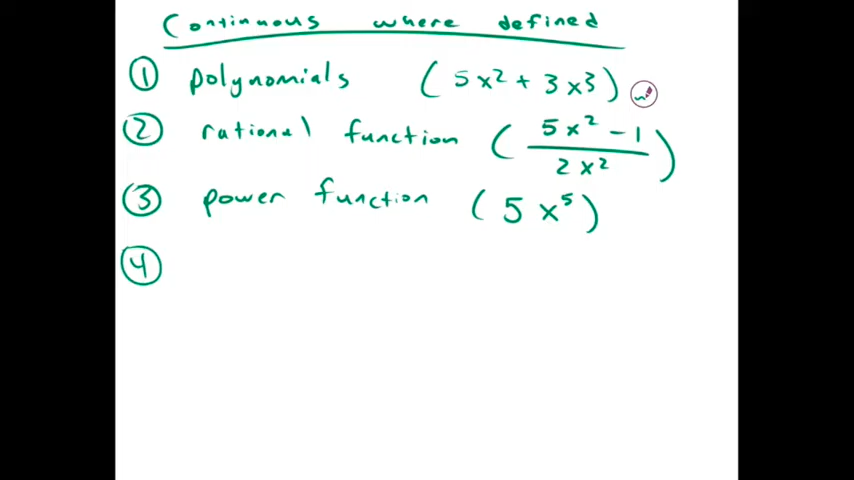 Continuous where defined
① polynomials (5x² + 3x3)
② rational function (5x² - 1 / 2x²)
③ power function (5x⁵)
④